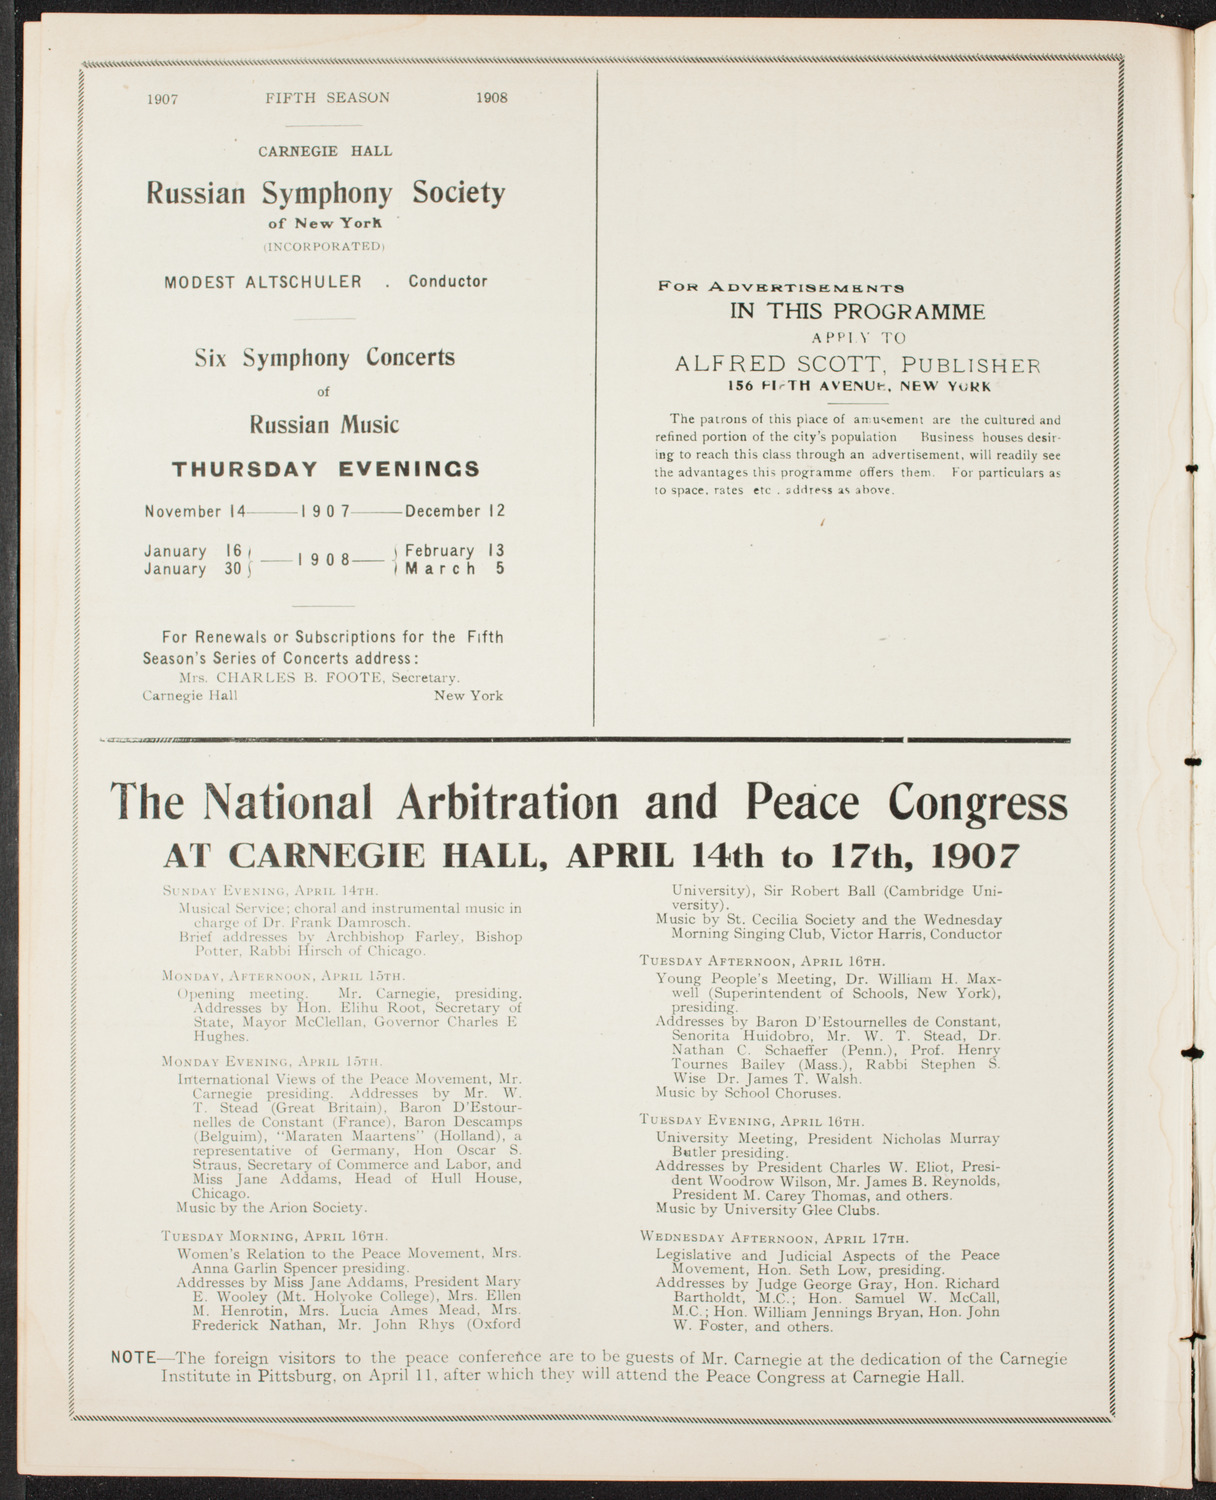 1907 FIFTH SEASON 1908
CARNEGIE HALL
Russian Symphony Society
of New York
(INCORPORATED)
MODEST ALTSCHULER . Conductor
Six Symphony Concerts
of
Russian Music
THURSDAY EVENINGS
November 14——1907——December 12
January 16 } —1908— { February 13
January 30 } { March 5
For Renewals or Subscriptions for the Fifth
Season's Series of Concerts address:
Mrs. CHARLES B. FOOTE, Secretary.
Carnegie Hall New York
FOR ADVERTISEMENTS
IN THIS PROGRAMME
APPLY TO
ALFRED SCOTT, PUBLISHER
156 FIFTH AVENUE, NEW YORK
The patrons of this place of amusement are the cultured and
refined portion of the city's population Business houses desir-
ing to reach this class through an advertisement, will readily see
the advantages this programme offers them. For particulars as
to space, rates etc , address as above.
The National Arbitration and Peace Congress
AT CARNEGIE HALL, APRIL 14th to 17th, 1907
SUNDAY EVENING, APRIL 14TH.
Musical Service; choral and instrumental music in
charge of Dr. Frank Damrosch.
Brief addresses by Archbishop Farley, Bishop
Potter, Rabbi Hirsch of Chicago.
MONDAY, AFTERNOON, APRIL 15TH.
Opening meeting. Mr. Carnegie, presiding.
Addresses by Hon. Elihu Root, Secretary of
State, Mayor McClellan, Governor Charles E
Hughes.
MONDAY EVENING, APRIL 15TH.
International Views of the Peace Movement, Mr.
Carnegie presiding. Addresses by Mr. W.
T. Stead (Great Britain), Baron D'Estour-
nelles de Constant (France), Baron Descamps
(Belguim), "Maraten Maartens" (Holland), a
representative of Germany, Hon Oscar S.
Straus, Secretary of Commerce and Labor, and
Miss Jane Addams, Head of Hull House,
Chicago.
Music by the Arion Society.
TUESDAY MORNING, APRIL 16TH.
Women's Relation to the Peace Movement, Mrs.
Anna Garlin Spencer presiding.
Addresses by Miss Jane Addams, President Mary
E. Wooley (Mt. Holyoke College), Mrs. Ellen
M. Henrotin, Mrs. Lucia Ames Mead, Mrs.
Frederick Nathan, Mr. John Rhys (Oxford
University), Sir Robert Ball (Cambridge Uni-
versity).
Music by St. Cecilia Society and the Wednesday
Morning Singing Club, Victor Harris, Conductor
TUESDAY AFTERNOON, APRIL 16TH.
Young People's Meeting, Dr. William H. Max-
well (Superintendent of Schools, New York),
presiding.
Addresses by Baron D'Estournelles de Constant,
Senorita Huidobro, Mr. W. T. Stead, Dr.
Nathan C. Schaeffer (Penn.), Prof. Henry
Tournes Bailey (Mass.), Rabbi Stephen S.
Wise Dr. James T. Walsh.
Music by School Choruses.
TUESDAY EVENING, APRIL 16TH.
University Meeting, President Nicholas Murray
Butler presiding.
Addresses by President Charles W. Eliot, Presi-
dent Woodrow Wilson, Mr. James B. Reynolds,
President M. Carey Thomas, and others.
Music by University Glee Clubs.
WEDNESDAY AFTERNOON, APRIL 17TH.
Legislative and Judicial Aspects of the Peace
Movement, Hon. Seth Low, presiding.
Addresses by Judge George Gray, Hon. Richard
Bartholdt, M.C.; Hon. Samuel W. McCall,
M.C.; Hon. William Jennings Bryan, Hon. John
W. Foster, and others.
NOTE—The foreign visitors to the peace conference are to be guests of Mr. Carnegie at the dedication of the Carnegie
Institute in Pittsburg, on April 11, after which they will attend the Peace Congress at Carnegie Hall.